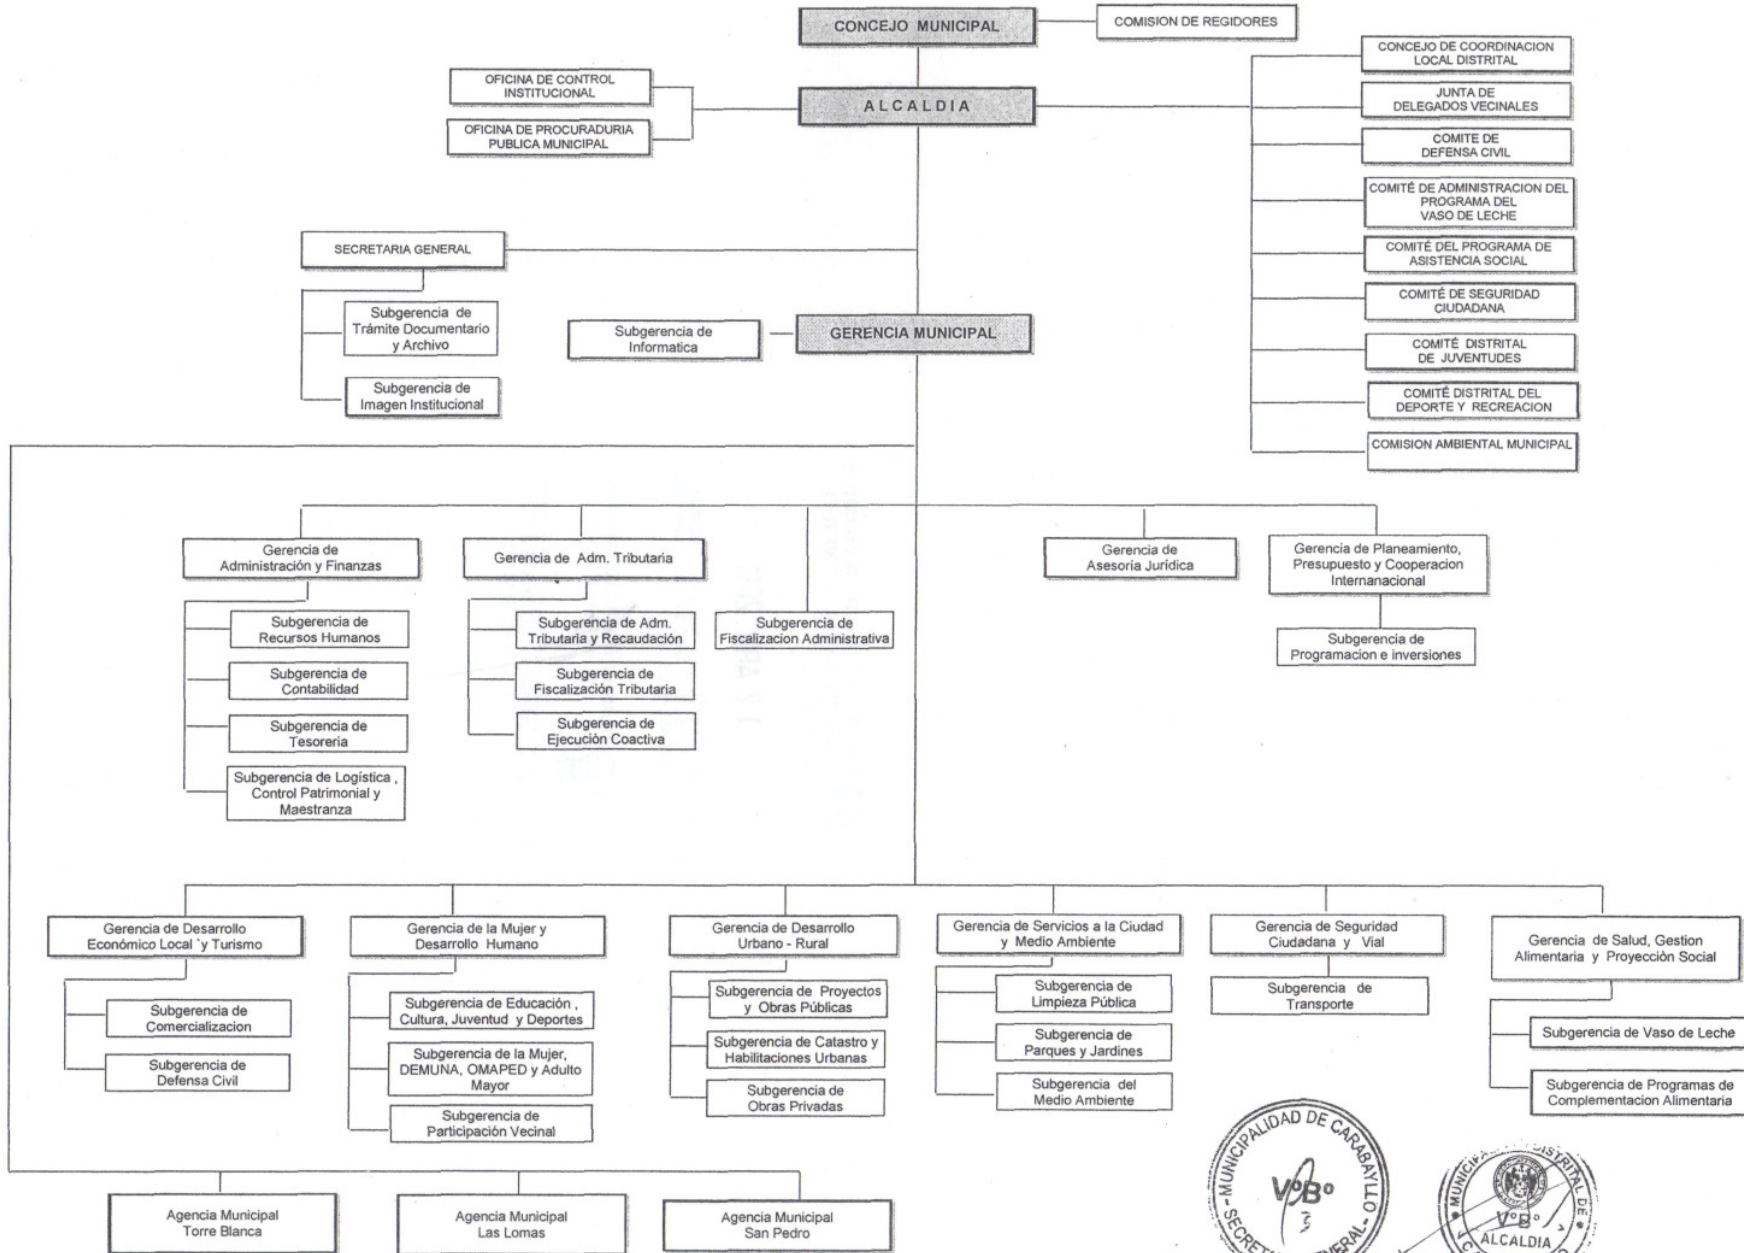 CONCEJO MUNICIPAL
COMISION DE REGIDORES
OFICINA DE CONTROL
INSTITUCIONAL
ALCALDIA
OFICINA DE PROCURADURIA
PUBLICA MUNICIPAL
CONCEJO DE COORDINACION
LOCAL DISTRITAL
JUNTA DE
DELEGADOS VECINALES
COMITE DE
DEFENSA CIVIL
COMITÉ DE ADMINISTRACION DEL
PROGRAMA DEL
VASO DE LECHE
COMITÉ DEL PROGRAMA DE
ASISTENCIA SOCIAL
COMITÉ DE SEGURIDAD
CIUDADANA
COMITÉ DISTRITAL
DE JUVENTUDES
COMITÉ DISTRITAL DEL
DEPORTE Y RECREACION
COMISION AMBIENTAL MUNICIPAL
SECRETARIA GENERAL
Subgerencia de
Trámite Documentario
y Archivo
Subgerencia de
Imagen Institucional
Subgerencia de
Informatica
GERENCIA MUNICIPAL
Gerencia de
Administración y Finanzas
Subgerencia de
Recursos Humanos
Subgerencia de
Contabilidad
Subgerencia de
Tesoreria
Subgerencia de Logística ,
Control Patrimonial y
Maestranza
Gerencia de Adm. Tributaria
Subgerencia de Adm.
Tributaria y Recaudación
Subgerencia de
Fiscalización Tributaria
Subgerencia de
Ejecución Coactiva
Subgerencia de
Fiscalizacion Administrativa
Gerencia de
Asesoria Jurídica
Gerencia de Planeamiento,
Presupuesto y Cooperacion
Internanacional
Subgerencia de
Programacion e inversiones
Gerencia de Desarrollo
Económico Local `y Turismo
Subgerencia de
Comercializacion
Subgerencia de
Defensa Civil
Gerencia de la Mujer y
Desarrollo Humano
Subgerencia de Educación ,
Cultura, Juventud y Deportes
Subgerencia de la Mujer,
DEMUNA, OMAPED y Adulto
Mayor
Subgerencia de
Participación Vecinal
Gerencia de Desarrollo
Urbano - Rural
Subgerencia de Proyectos
y Obras Públicas
Subgerencia de Catastro y
Habilitaciones Urbanas
Subgerencia de
Obras Privadas
Gerencia de Servicios a la Ciudad
y Medio Ambiente
Subgerencia de
Limpieza Pública
Subgerencia de
Parques y Jardines
Subgerencia del
Medio Ambiente
Gerencia de Seguridad
Ciudadana y Vial
Subgerencia de
Transporte
Gerencia de Salud, Gestion
Alimentaria y Proyecciòn Social
Subgerencia de Vaso de Leche
Subgerencia de Programas de
Complementacion Alimentaria
Agencia Municipal
Torre Blanca
Agencia Municipal
Las Lomas
Agencia Municipal
San Pedro
MUNICIPALIDAD DE CARABAYLLO
V°B°
DISTRITAL DE
V°B°
ALCALDIA